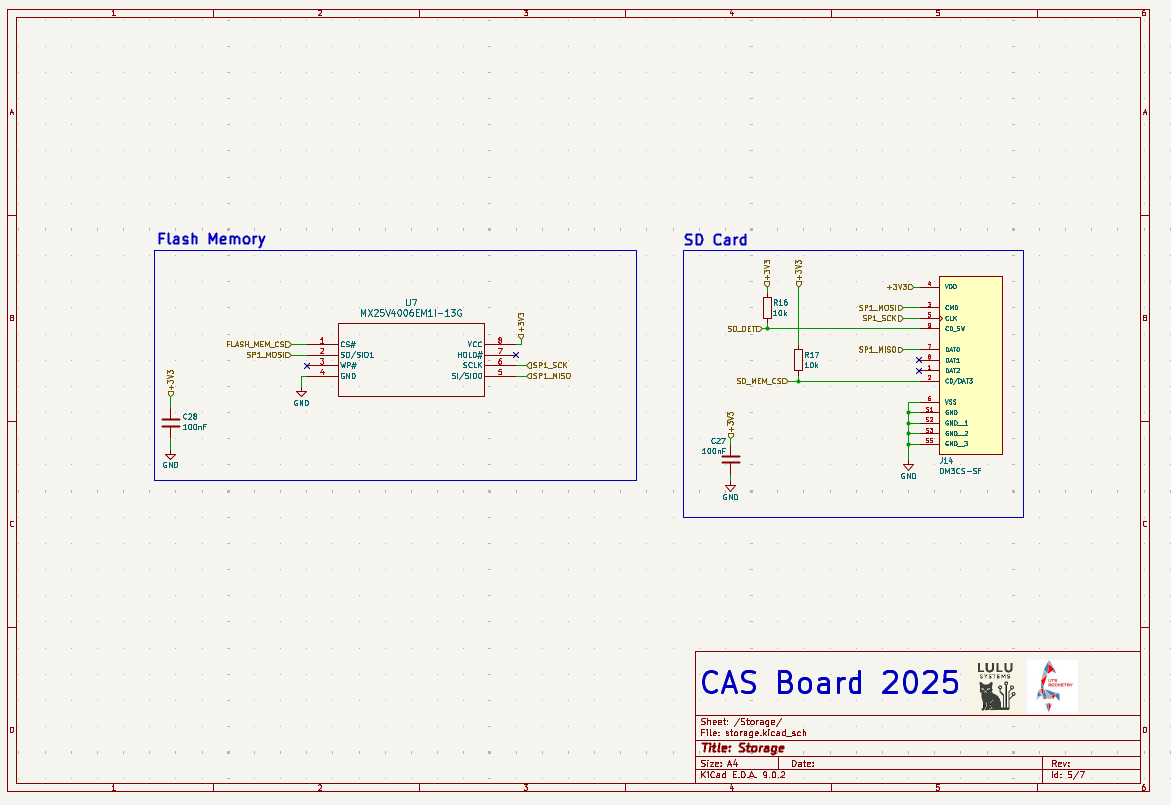 1 2 3 4 5 6
A A
B B
C C
D D
Flash Memory
U7
MX25V4006EM1I-13G
FLASH_MEM_CS 1 CS#
SPI_MOSI 2 SO/SIO1
3 WP#
4 GND
GND
+3V3
VCC 8
HOLD# 7
SCLK 6 SPI_SCK
SI/SIO0 5 SPI_MISO
+3V3
C28
100nF
GND
SD Card
+3V3
+3V3
R16
10k
SD_DET
R17
10k
SD_MEM_CS
+3V3 4 VDD
SPI_MOSI 3 CMD
SPI_SCK 5 CLK
9 CD_SW
SPI_MISO 7 DAT0
8 DAT1
1 DAT2
2 CD/DAT3
6 VSS
S1 GND
S2 GND__1
S3 GND__2
S5 GND__3
GND
J14
DM3CS-SF
+3V3
C27
100nF
GND
CAS Board 2025
LULU
SYSTEMS
UTS
ROCKETRY
Sheet: /Storage/
File: storage.kicad_sch
Title: Storage
Size: A4 Date: Rev:
KiCad E.D.A. 9.0.2 Id: 5/7
1 2 3 4 5 6